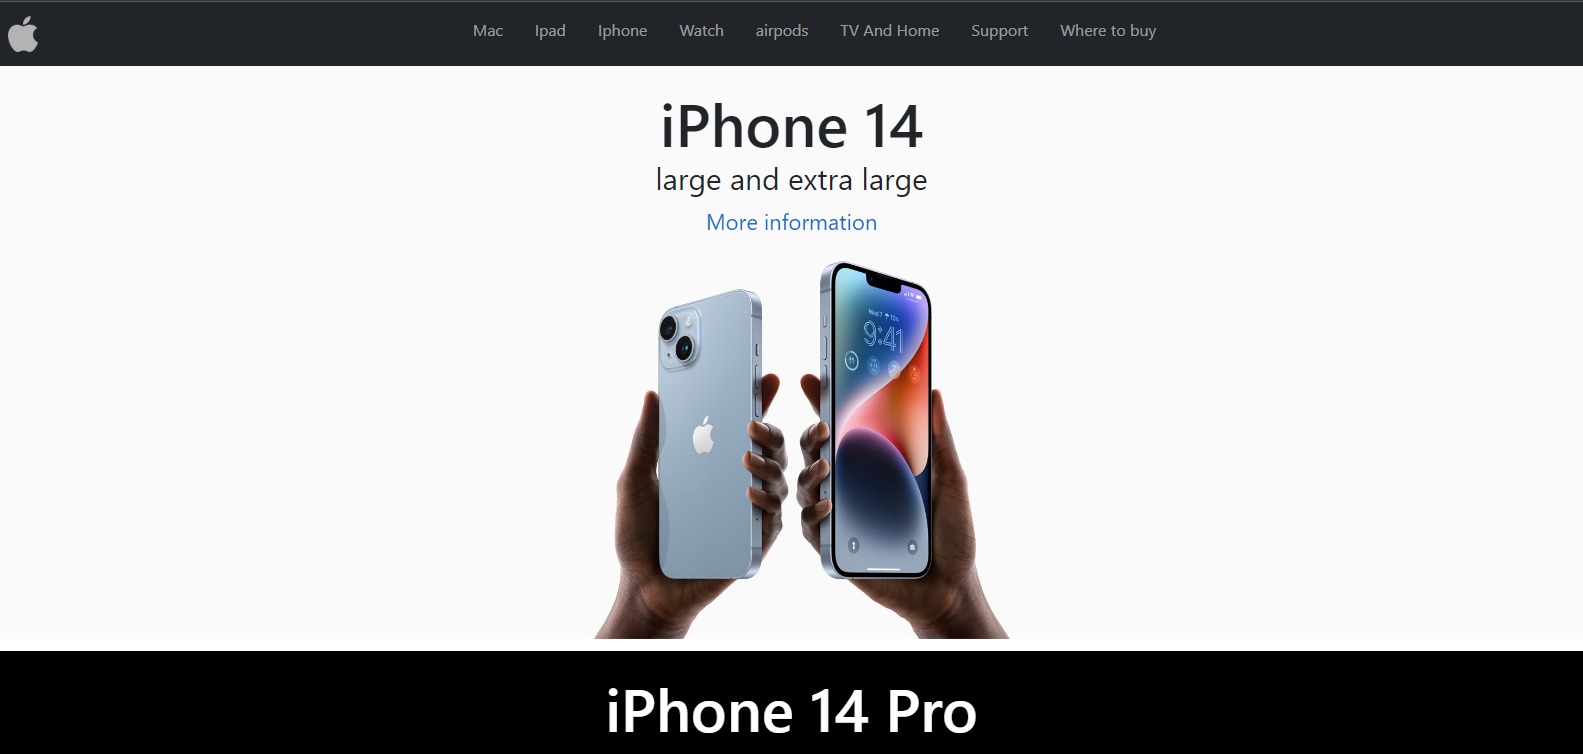 Mac Ipad Iphone Watch airpods TV And Home Support Where to buy
iPhone 14
large and extra large
More information
9:41
iPhone 14 Pro